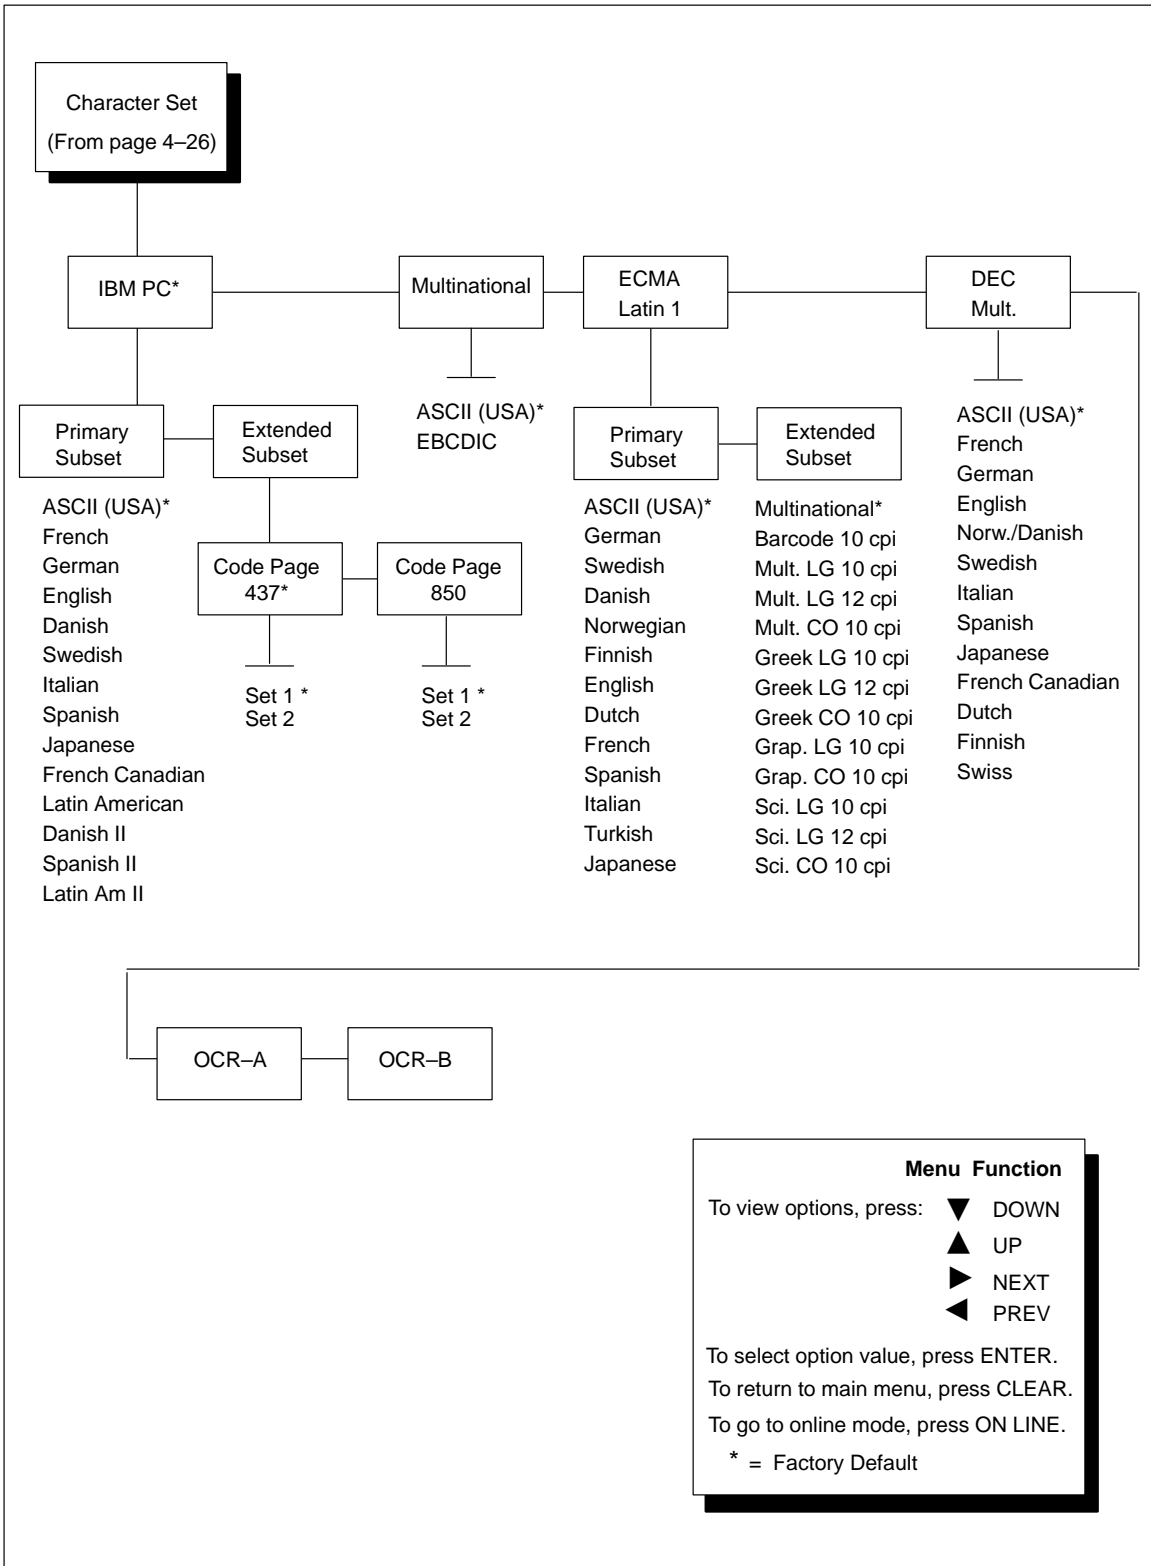 Character Set
(From page 4–26)
IBM PC*
Multinational
ECMA
Latin 1
DEC
Mult.
Primary
Subset
Extended
Subset
ASCII (USA)*
French
German
English
Danish
Swedish
Italian
Spanish
Japanese
French Canadian
Latin American
Danish II
Spanish II
Latin Am II
Code Page
437*
Code Page
850
Set 1 *
Set 2
Set 1 *
Set 2
ASCII (USA)*
EBCDIC
Primary
Subset
Extended
Subset
ASCII (USA)*
German
Swedish
Danish
Norwegian
Finnish
English
Dutch
French
Spanish
Italian
Turkish
Japanese
Multinational*
Barcode 10 cpi
Mult. LG 10 cpi
Mult. LG 12 cpi
Mult. CO 10 cpi
Greek LG 10 cpi
Greek LG 12 cpi
Greek CO 10 cpi
Grap. LG 10 cpi
Grap. CO 10 cpi
Sci. LG 10 cpi
Sci. LG 12 cpi
Sci. CO 10 cpi
ASCII (USA)*
French
German
English
Norw./Danish
Swedish
Italian
Spanish
Japanese
French Canadian
Dutch
Finnish
Swiss
OCR–A
OCR–B
Menu Function
To view options, press: ▼ DOWN
▲ UP
▶ NEXT
◀ PREV
To select option value, press ENTER.
To return to main menu, press CLEAR.
To go to online mode, press ON LINE.
* = Factory Default